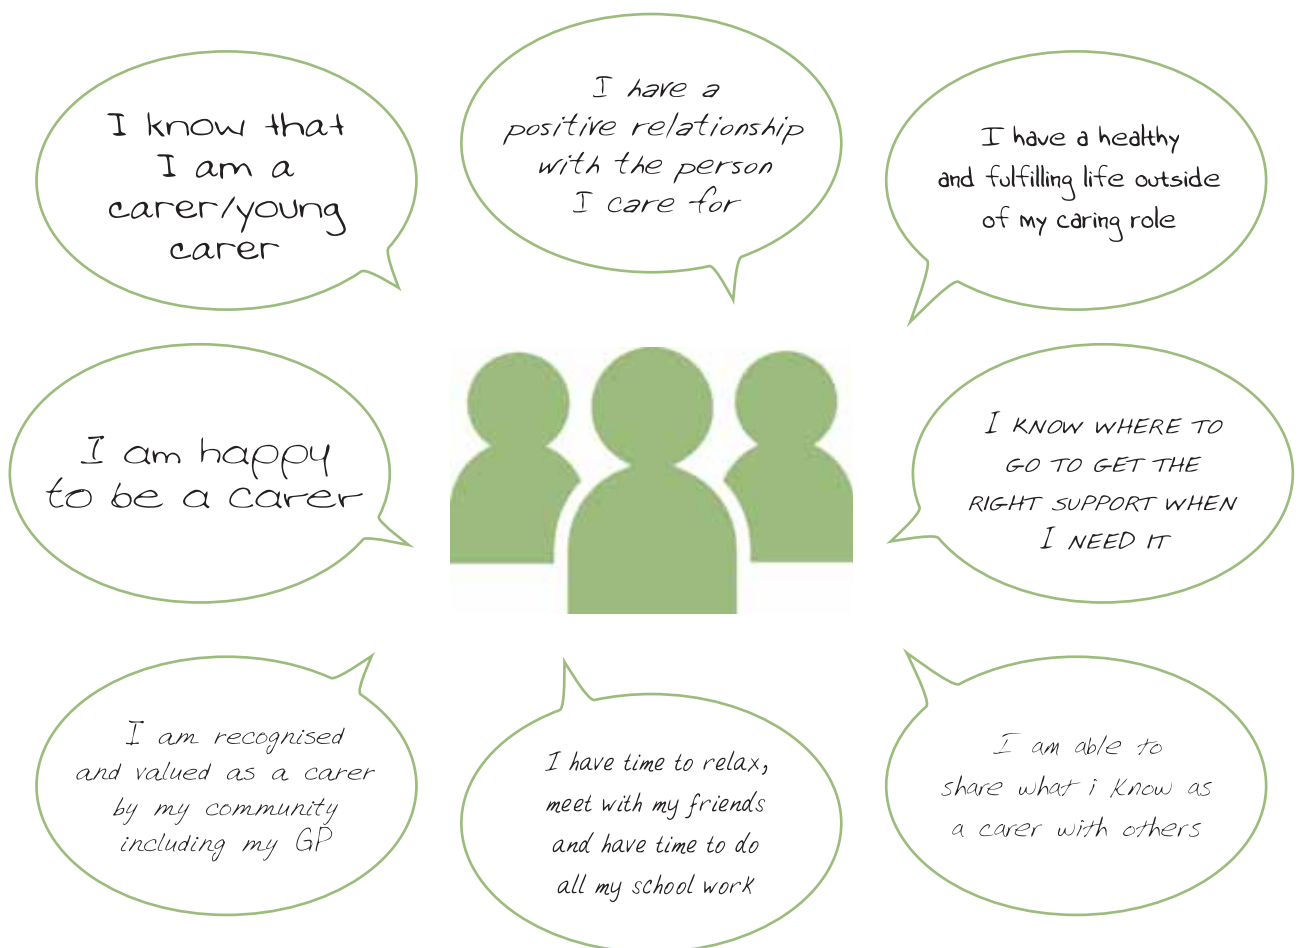 I know that
I am a
carer/young
carer
I have a
positive relationship
with the person
I care for
I have a healthy
and fulfilling life outside
of my caring role
I am happy
to be a carer
I KNOW WHERE TO
GO TO GET THE
RIGHT SUPPORT WHEN
I NEED IT
I am recognised
and valued as a carer
by my community
including my GP
I have time to relax,
meet with my friends
and have time to do
all my school work
I am able to
share what i know as
a carer with others